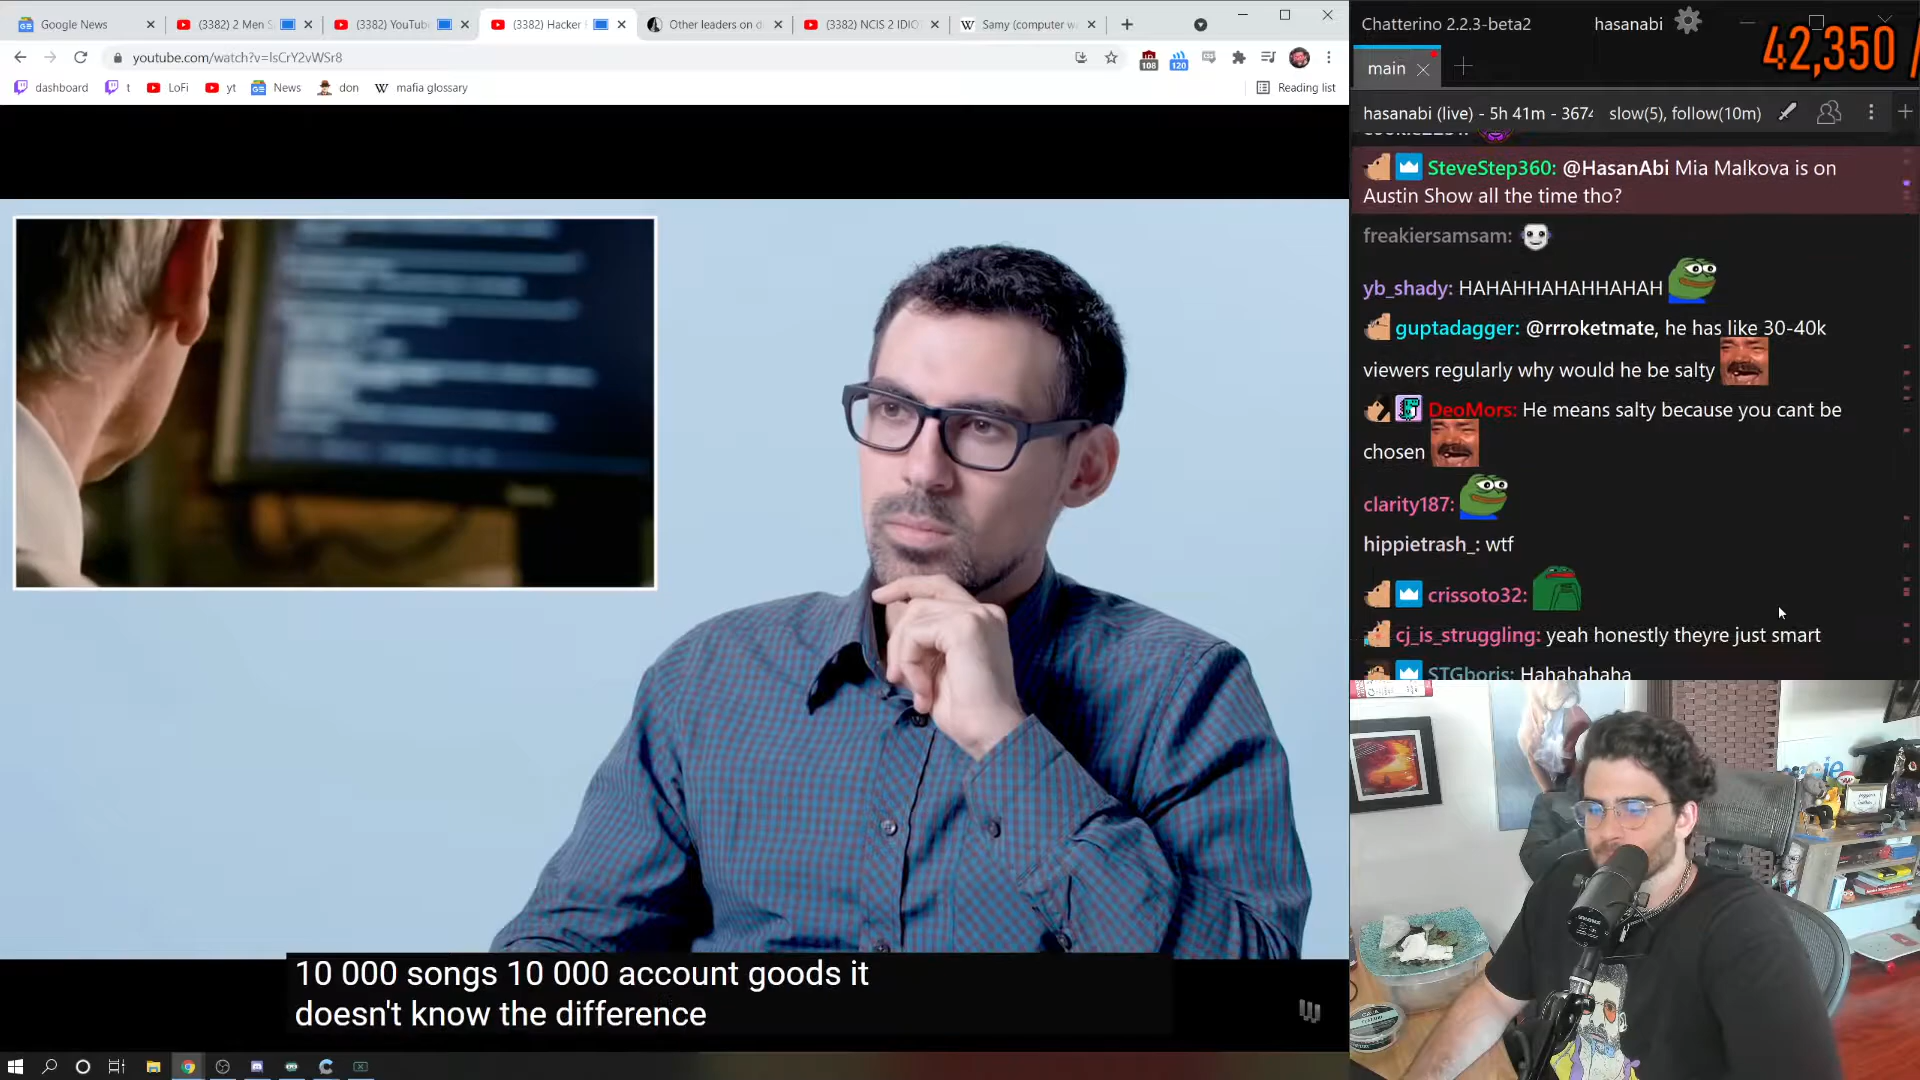 Google News
(3382) 2 Men S
(3382) YouTube
(3382) Hacker
Other leaders on d
(3382) NCIS 2 IDIO
Samy (computer w
youtube.com/watch?v=lsCrY2vWSr8
108
120
dashboard
t
LoFi
yt
News
don
mafia glossary
Reading list
10 000 songs 10 000 account goods it
doesn't know the difference
Chatterino 2.2.3-beta2
hasanabi
42,350 /
main
hasanabi (live) - 5h 41m - 3674
slow(5), follow(10m)
SteveStep360: @HasanAbi Mia Malkova is on
Austin Show all the time tho?
freakiersamsam:
yb_shady: HAHAHHAHAHHAHAH
guptadagger: @rrroketmate, he has like 30-40k
viewers regularly why would he be salty
DeoMors: He means salty because you cant be
chosen
clarity187:
hippietrash_: wtf
crissoto32:
cj_is_struggling: yeah honestly theyre just smart
STGboris: Hahahahaha